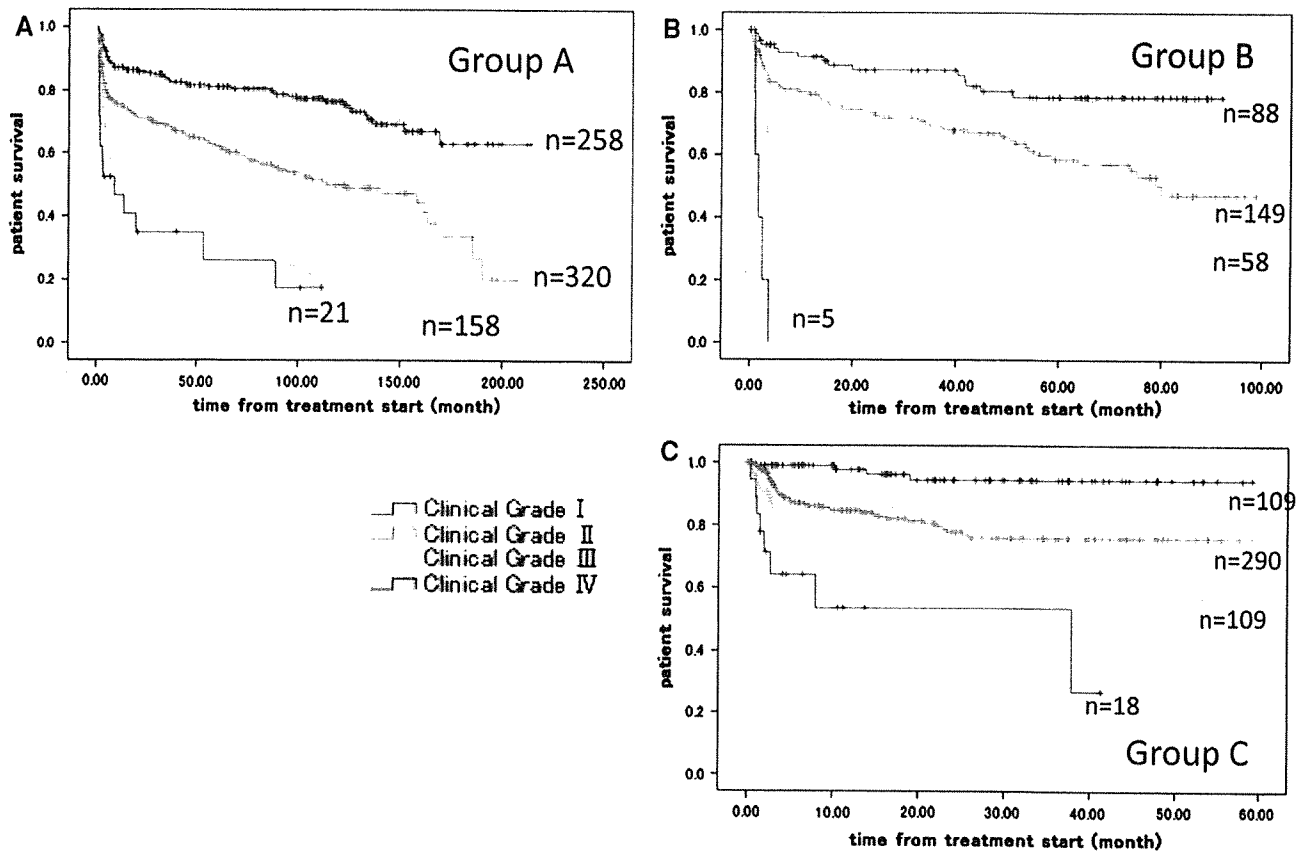 A
Group A
patient survival
1.0
0.8
0.6
0.4
0.2
0.0
n=258
n=320
n=21
n=158
0.00 50.00 100.00 150.00 200.00 250.00
time from treatment start (month)
B
Group B
patient survival
1.0
0.8
0.6
0.4
0.2
0.0
n=88
n=149
n=58
n=5
0.00 20.00 40.00 60.00 80.00 100.00
time from treatment start (month)
Clinical Grade I
Clinical Grade II
Clinical Grade III
Clinical Grade IV
C
patient survival
1.0
0.8
0.6
0.4
0.2
0.0
n=109
n=290
n=109
n=18
Group C
0.00 10.00 20.00 30.00 40.00 50.00 60.00
time from treatment start (month)